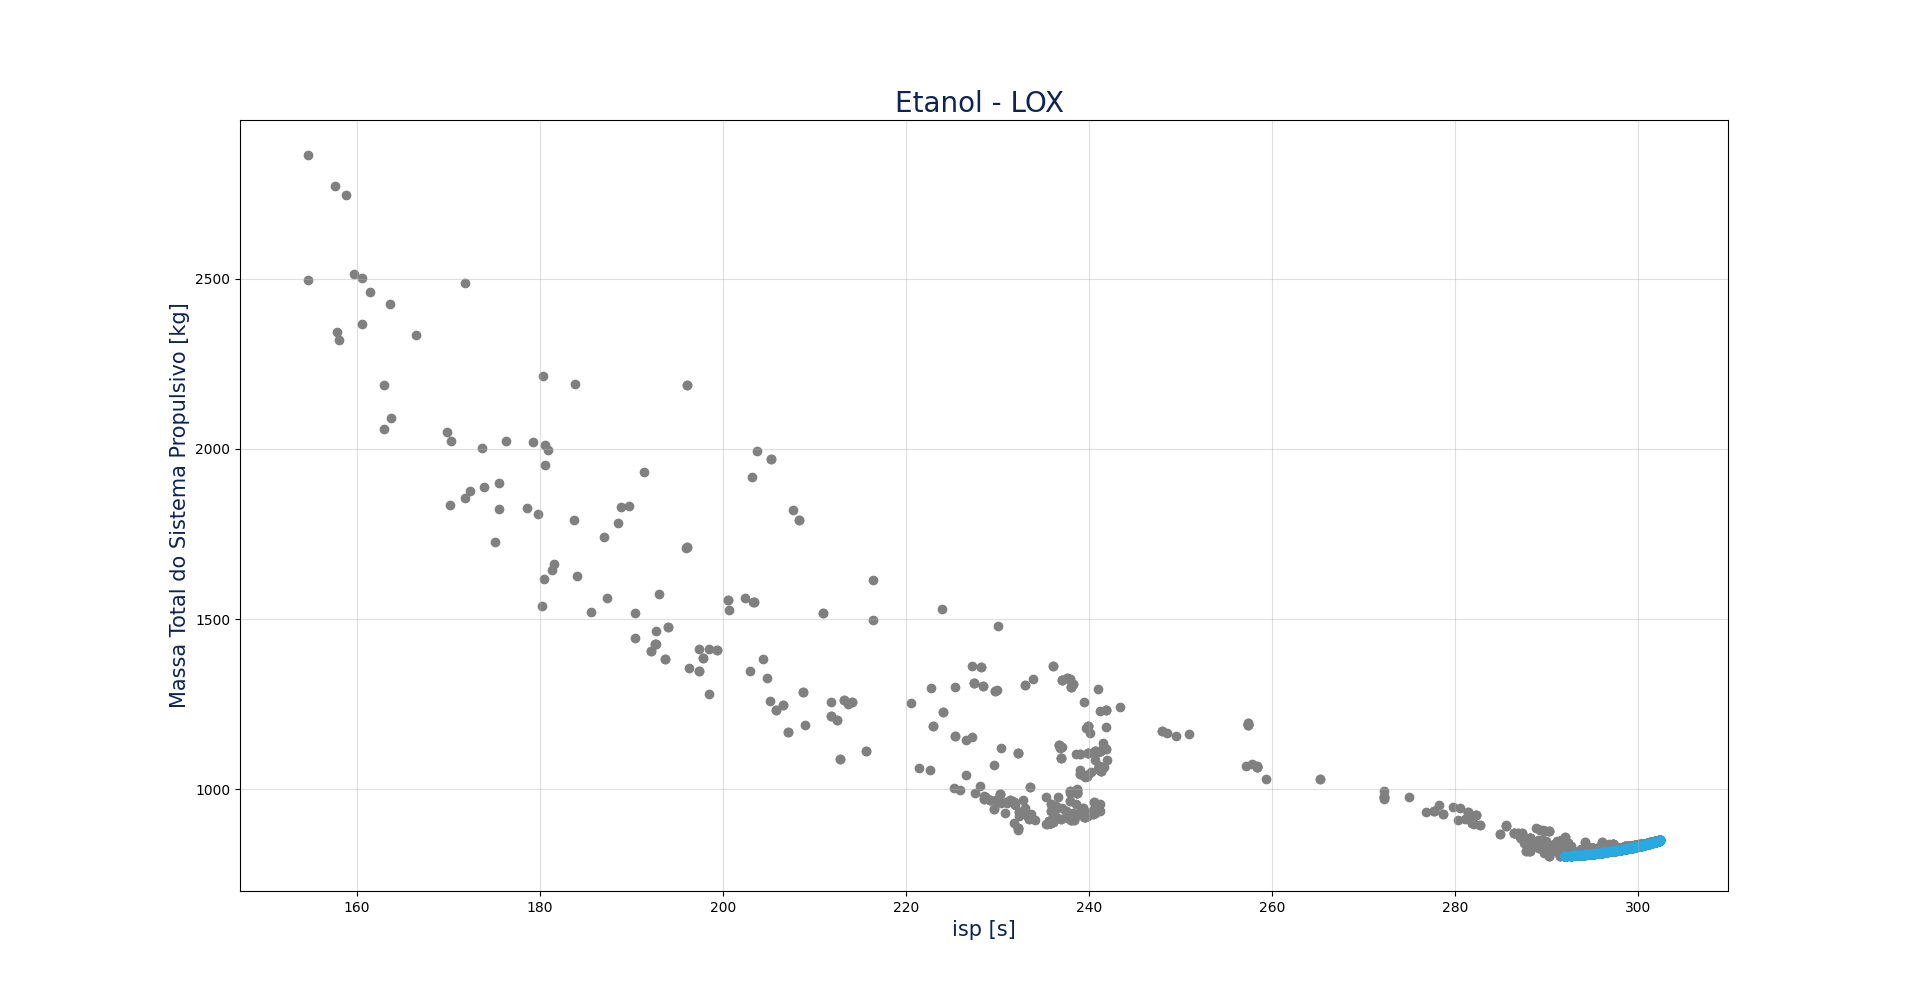 Etanol - LOX
Massa Total do Sistema Propulsivo [kg]
2500
2000
1500
1000
160 180 200 220 240 260 280 300
isp [s]